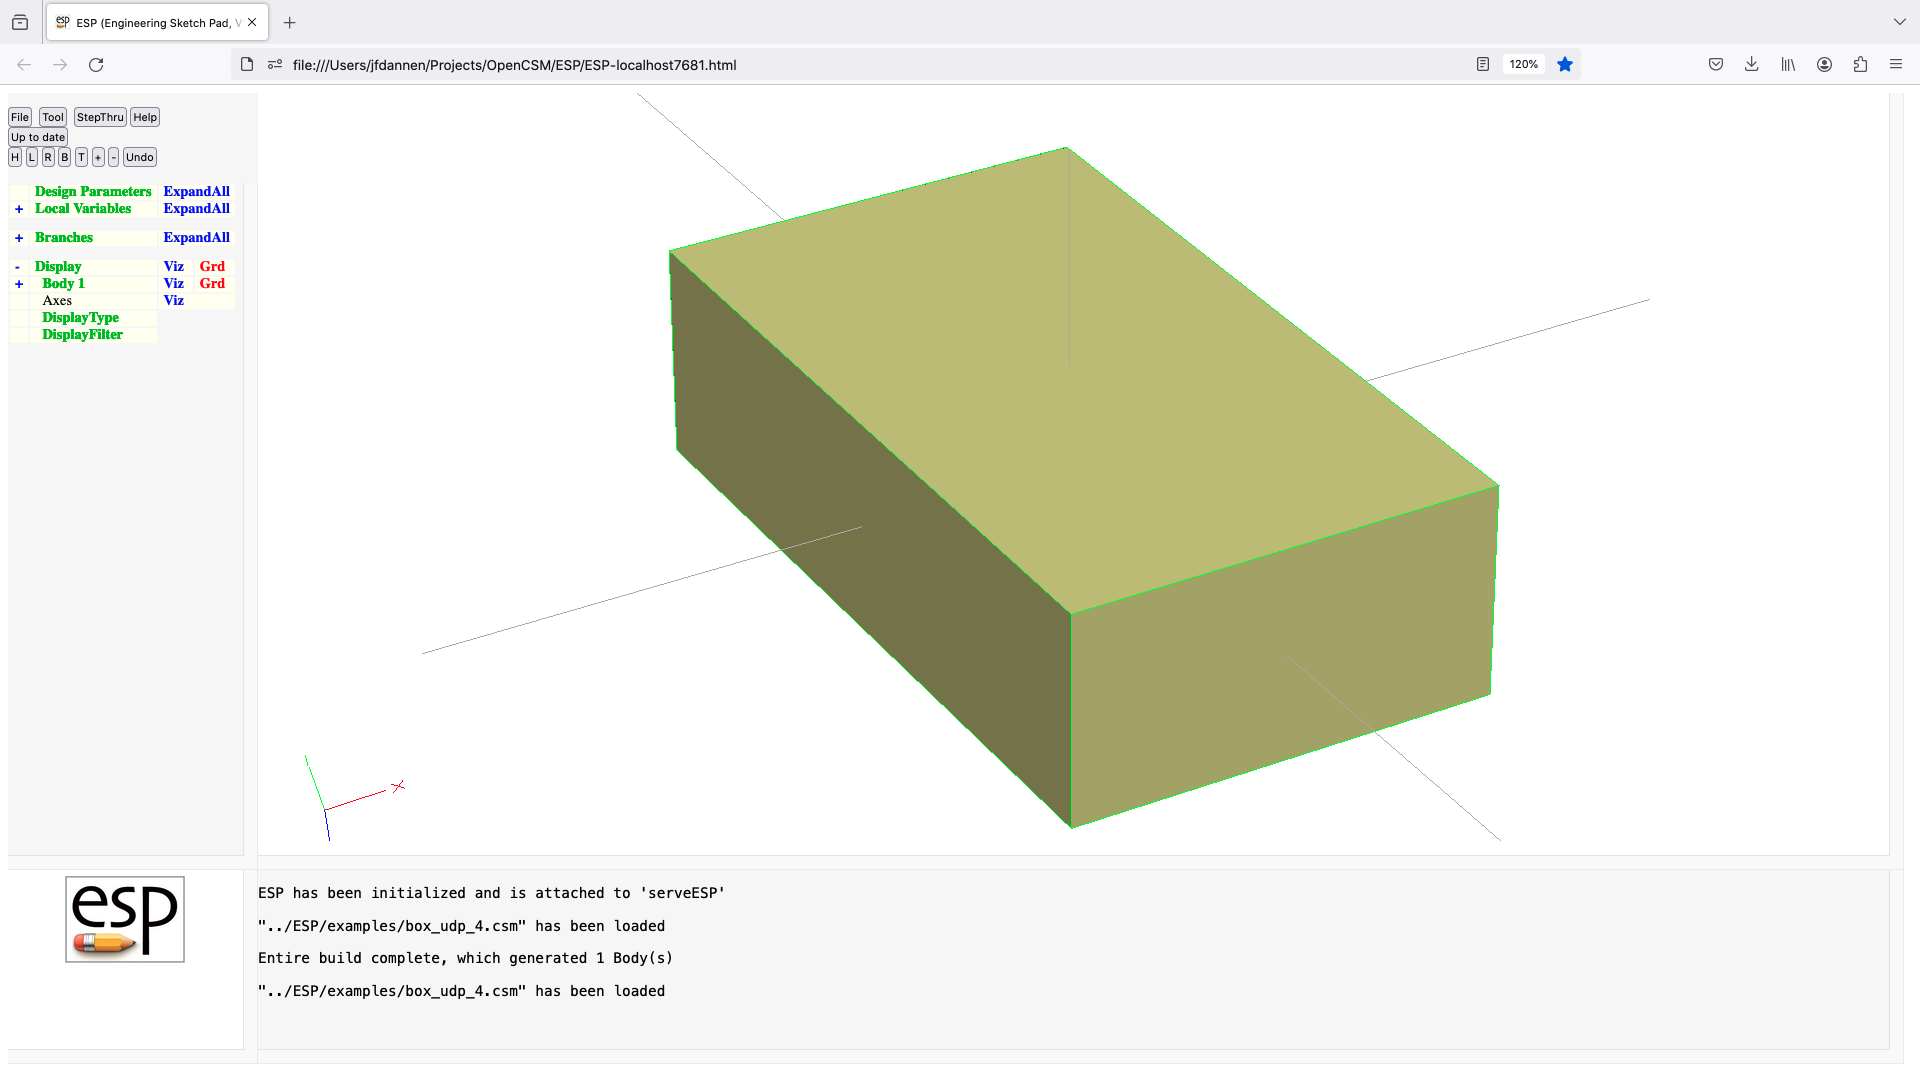 ESP (Engineering Sketch Pad, V
file:///Users/jfdannen/Projects/OpenCSM/ESP/ESP-localhost7681.html
120%
File Tool StepThru Help
Up to date
H L R B T + - Undo
Design Parameters ExpandAll
+ Local Variables ExpandAll
+ Branches ExpandAll
- Display Viz Grd
+ Body 1 Viz Grd
Axes Viz
DisplayType
DisplayFilter
X
esp
ESP has been initialized and is attached to 'serveESP'
"../ESP/examples/box_udp_4.csm" has been loaded
Entire build complete, which generated 1 Body(s)
"../ESP/examples/box_udp_4.csm" has been loaded